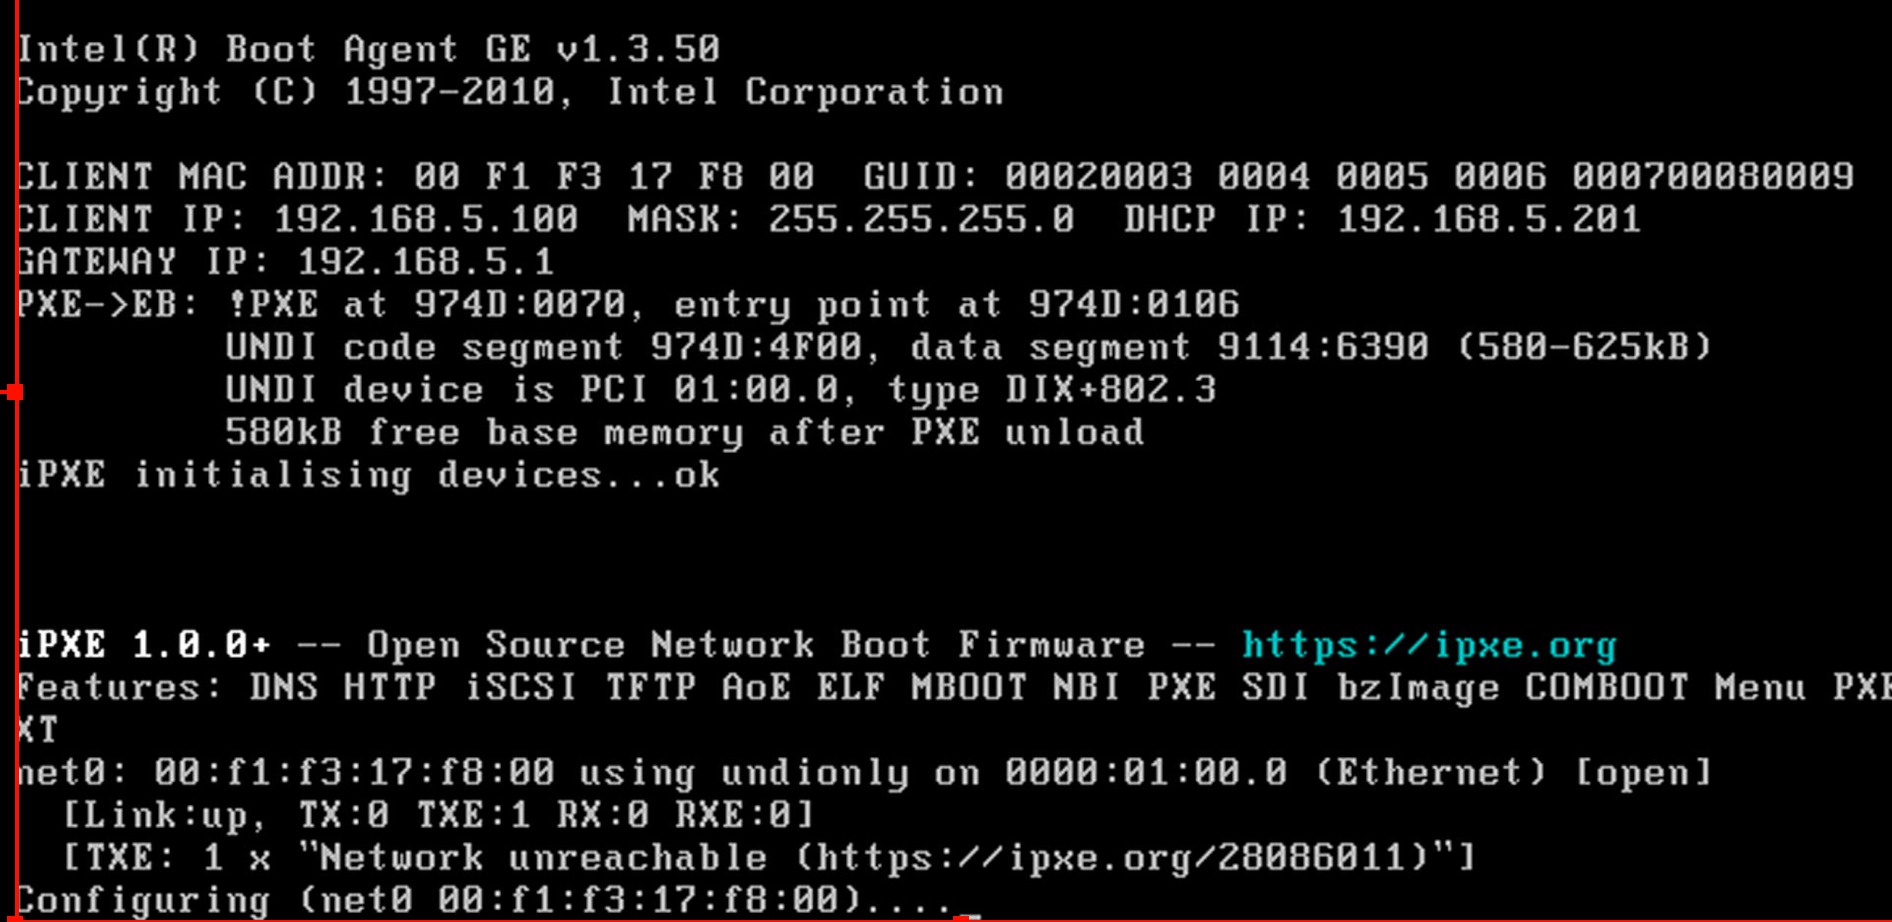 Intel(R) Boot Agent GE v1.3.50
Copyright (C) 1997-2010, Intel Corporation
CLIENT MAC ADDR: 00 F1 F3 17 F8 00  GUID: 00020003 0004 0005 0006 000700080009
CLIENT IP: 192.168.5.100  MASK: 255.255.255.0  DHCP IP: 192.168.5.201
GATEWAY IP: 192.168.5.1
PXE->EB: !PXE at 974D:0070, entry point at 974D:0106
         UNDI code segment 974D:4F00, data segment 9114:6390 (580-625kB)
         UNDI device is PCI 01:00.0, type DIX+802.3
         580kB free base memory after PXE unload
iPXE initialising devices...ok
iPXE 1.0.0+ -- Open Source Network Boot Firmware -- https://ipxe.org
Features: DNS HTTP iSCSI TFTP AoE ELF MBOOT NBI PXE SDI bzImage COMBOOT Menu PXE
XT
net0: 00:f1:f3:17:f8:00 using undionly on 0000:01:00.0 (Ethernet) [open]
  [Link:up, TX:0 TXE:1 RX:0 RXE:0]
  [TXE: 1 x "Network unreachable (https://ipxe.org/28086011)"]
Configuring (net0 00:f1:f3:17:f8:00)...._